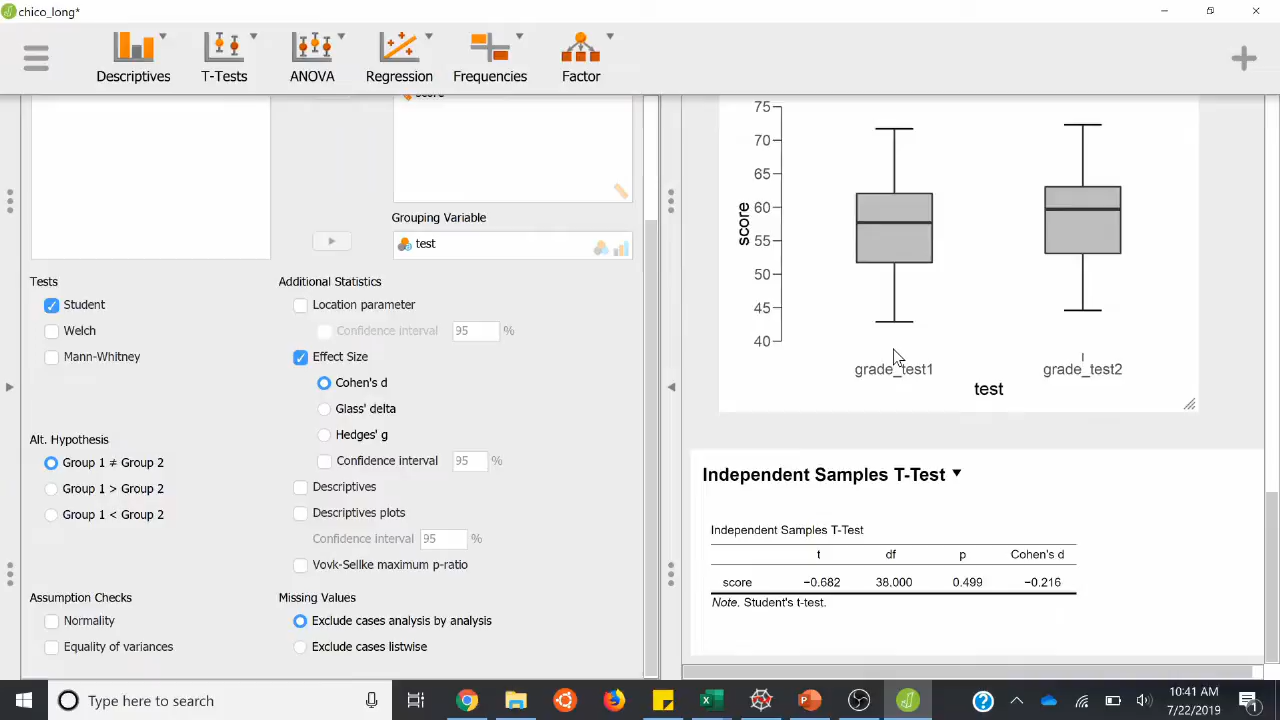 chico_long*
Descriptives
T-Tests
ANOVA
Regression
Frequencies
Factor
score
Grouping Variable
test
Tests
Student
Welch
Mann-Whitney
Alt. Hypothesis
Group 1 ≠ Group 2
Group 1 > Group 2
Group 1 < Group 2
Assumption Checks
Normality
Equality of variances
Additional Statistics
Location parameter
Confidence interval 95 %
Effect Size
Cohen's d
Glass' delta
Hedges' g
Confidence interval 95 %
Descriptives
Descriptives plots
Confidence interval 95 %
Vovk-Sellke maximum p-ratio
Missing Values
Exclude cases analysis by analysis
Exclude cases listwise
75
70
65
60
55
50
45
40
score
grade_test1 grade_test2
test
Independent Samples T-Test
Independent Samples T-Test
t df p Cohen's d
score −0.682 38.000 0.499 −0.216
Note. Student's t-test.
Type here to search
10:41 AM
7/22/2019
1